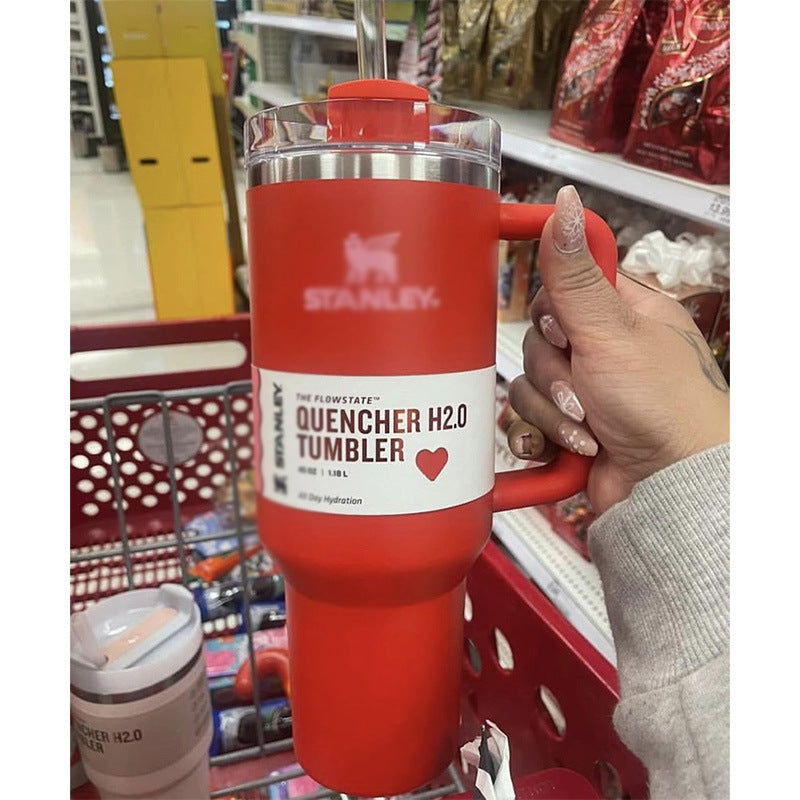 STANLEY
STANLEY
THE FLOWSTATE™
QUENCHER H2.0
TUMBLER
40 OZ | 1.18 L
All Day Hydration
QUENCHER H2.0
TUMBLER